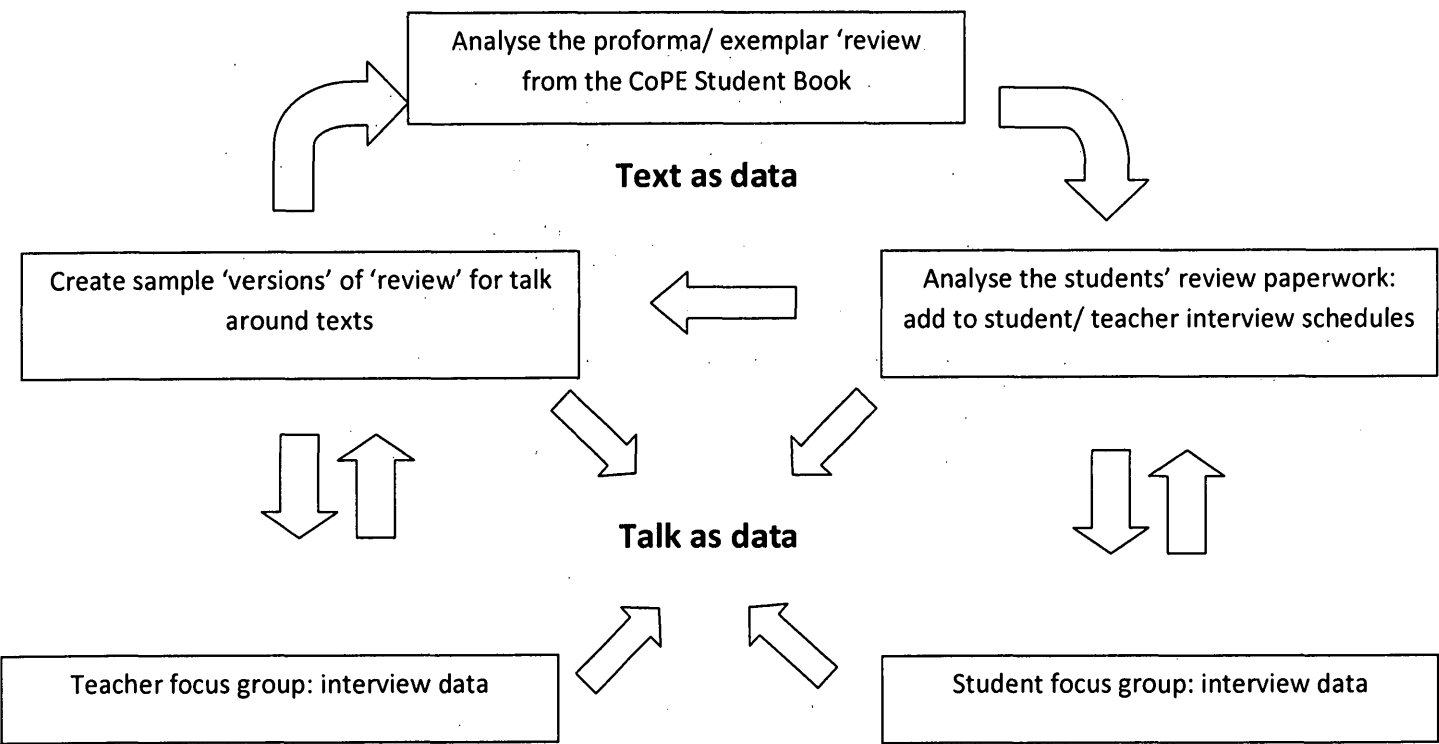 Analyse the proforma/ exemplar ‘review
from the CoPE Student Book
Text as data
Create sample ‘versions’ of ‘review’ for talk
around texts
Analyse the students’ review paperwork:
add to student/ teacher interview schedules
Talk as data
Teacher focus group: interview data
Student focus group: interview data